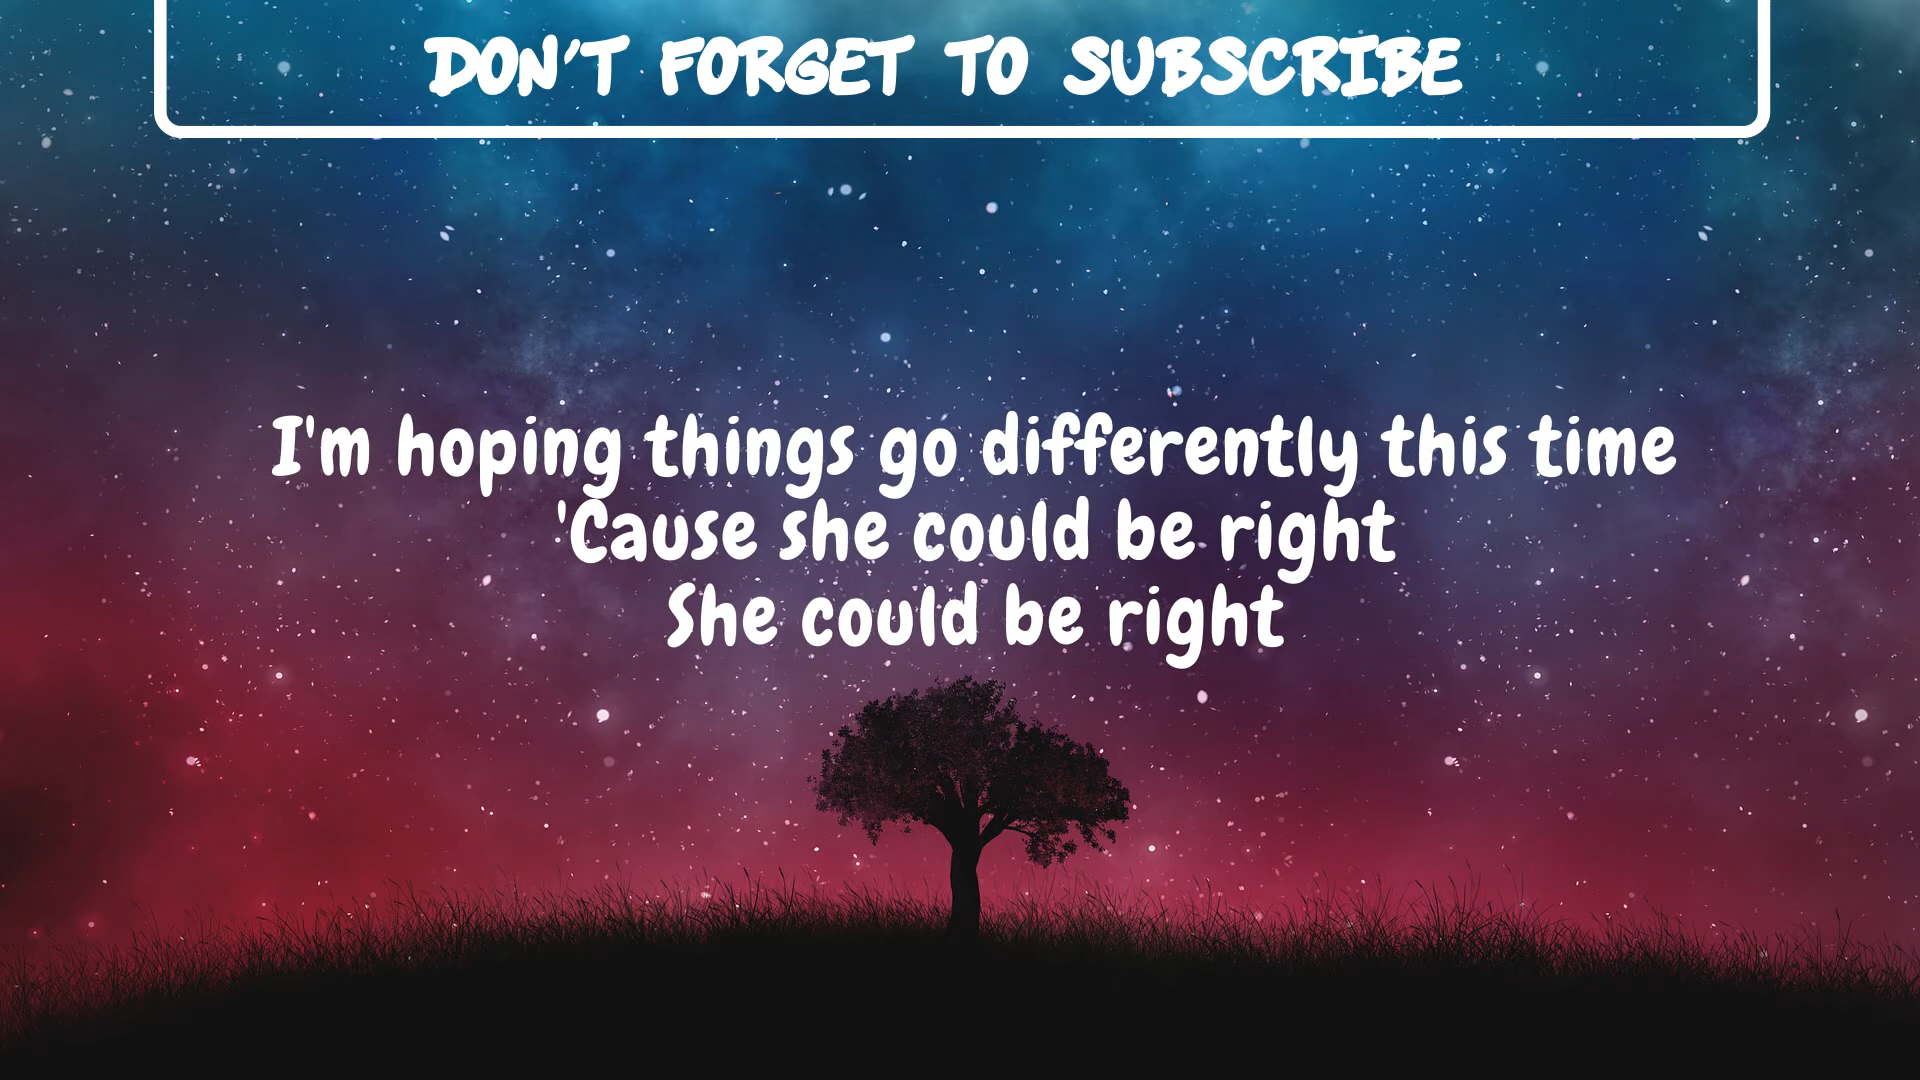 DON'T FORGET TO SUBSCRIBE
I'm hoping things go differently this time
'Cause she could be right
She could be right